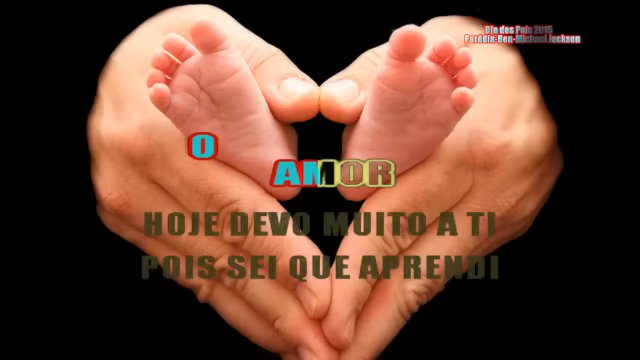 Dia dos Pais 2015
Paródia-Ben-Michael Jackson
O AMOR
HOJE DEVO MUITO A TI
POIS SEI QUE APRENDI